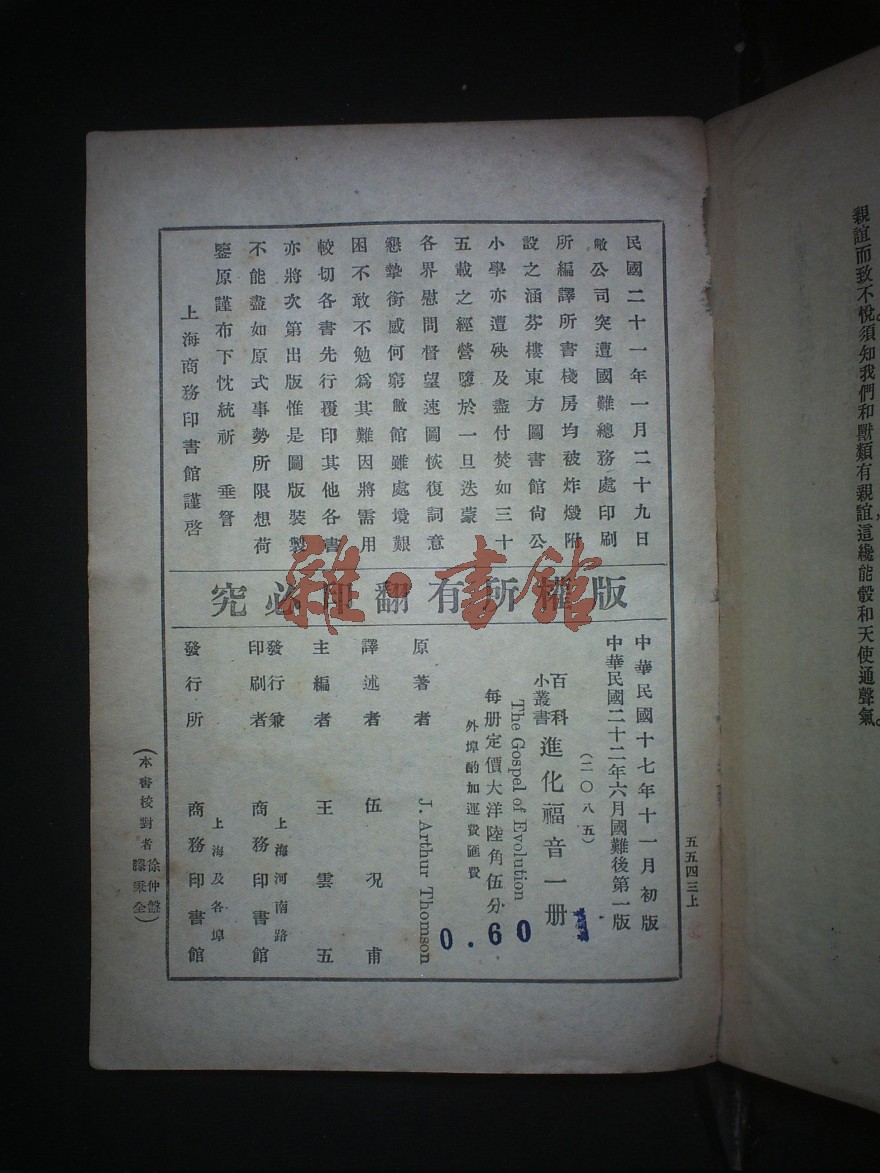 民國二十一年一月二十九日
敝公司突遭國難總務處印刷
所編譯所書棧房均被炸燬附
設之涵芬樓東方圖書館尙公
小學亦遭殃及盡付焚如三十
五載之經營隳於一旦迭蒙
各界慰問督望速圖恢復詞意
懇摯銜感何窮敝館雖處境艱
困不敢不勉爲其難因將需用
較切各書先行覆印其他各書
亦將次第出版惟是圖版裝製
不能盡如原式事勢所限想荷
鑒原謹布下忱統祈 垂詧
上海商務印書館謹啓
版權所有翻印必究
雜·書館
中華民國十七年十一月初版
中華民國二十二年六月國難後第一版
(二〇八五)
百科小叢書 進化福音一册
The Gospel of Evolution
每册定價大洋陸角伍分
外埠酌加運費匯費
0.60
原著者 J. Arthur Thomson
譯述者 伍況甫
主編者 王雲五
發行兼印刷者 上海河南路 商務印書館
發行所 上海及各埠 商務印書館
(本書校對者徐仲盤 秉全)
五五四三上
親誼而致不悅。須知我們和獸類有親誼,這纔能彀和天使通聲氣。